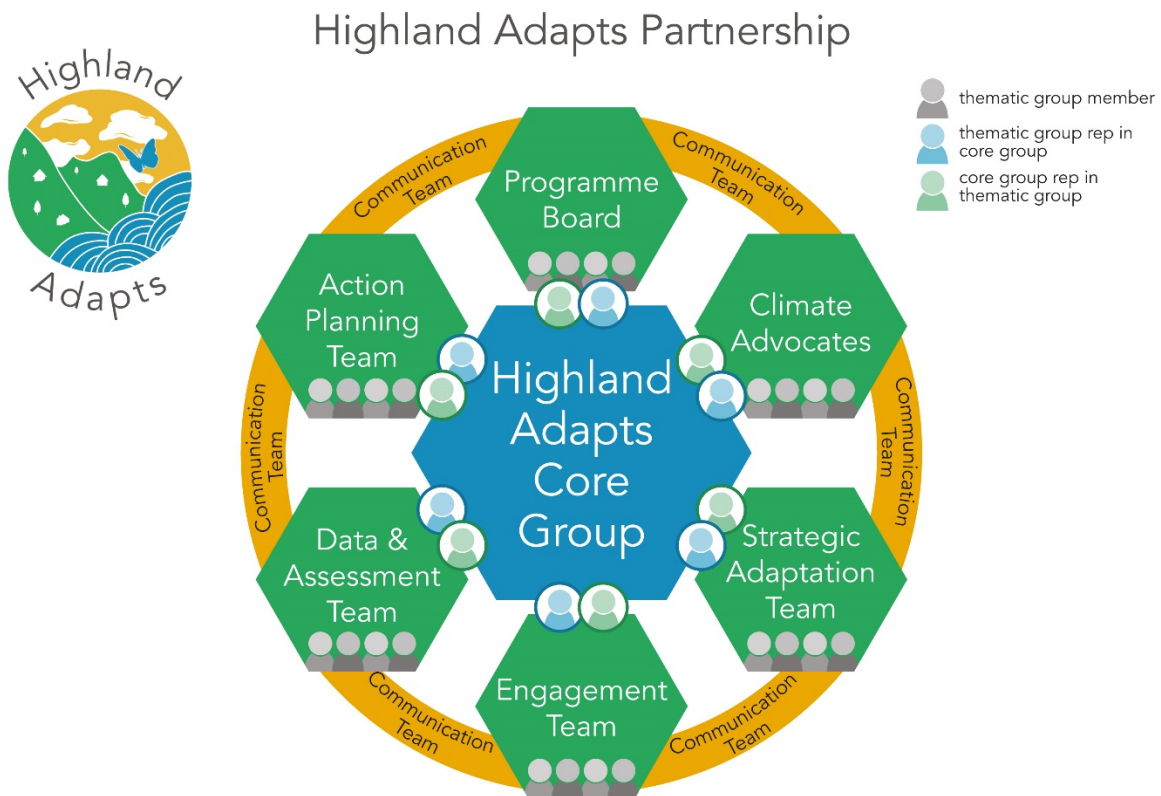 Highland Adapts Partnership
Highland
Adapts
thematic group member
thematic group rep in
core group
core group rep in
thematic group
Communication
Team
Communication
Team
Programme
Board
Action
Planning
Team
Climate
Advocates
Highland
Adapts
Core
Group
Communication
Team
Communication
Team
Data &
Assessment
Team
Strategic
Adaptation
Team
Engagement
Team
Communication
Team
Communication
Team